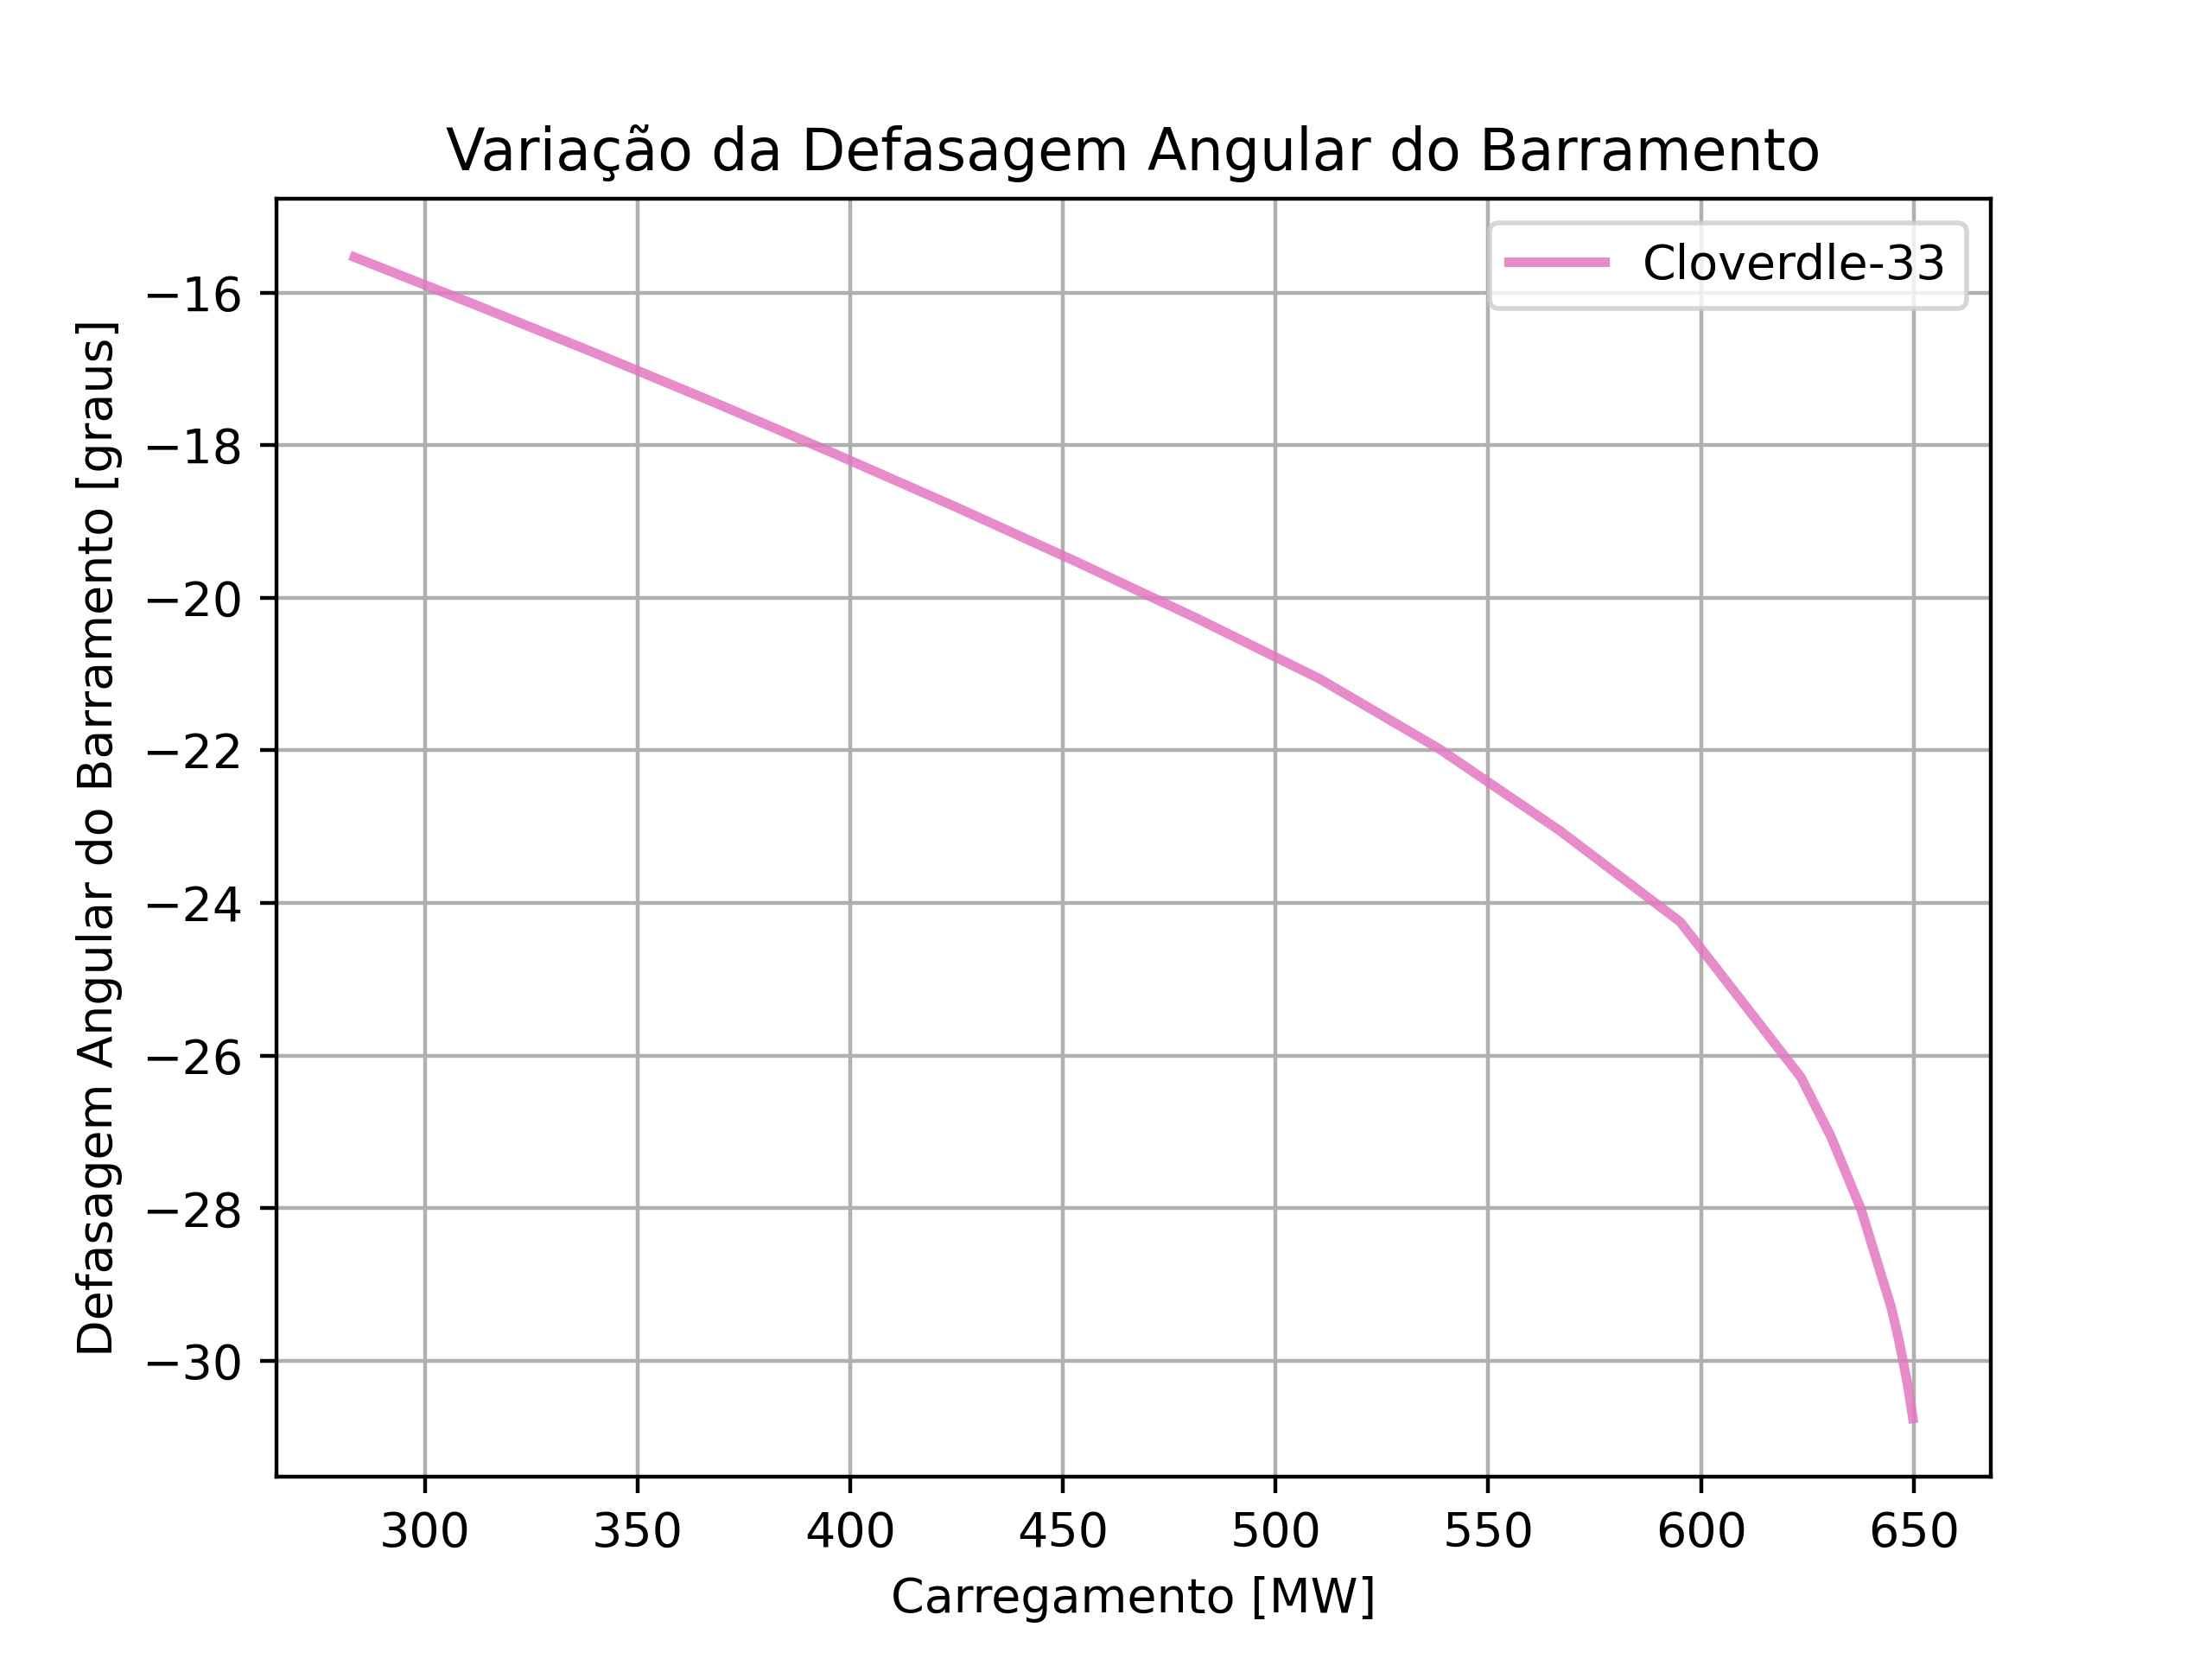 Variação da Defasagem Angular do Barramento
Cloverdle-33
Defasagem Angular do Barramento [graus]
−16
−18
−20
−22
−24
−26
−28
−30
300 350 400 450 500 550 600 650
Carregamento [MW]